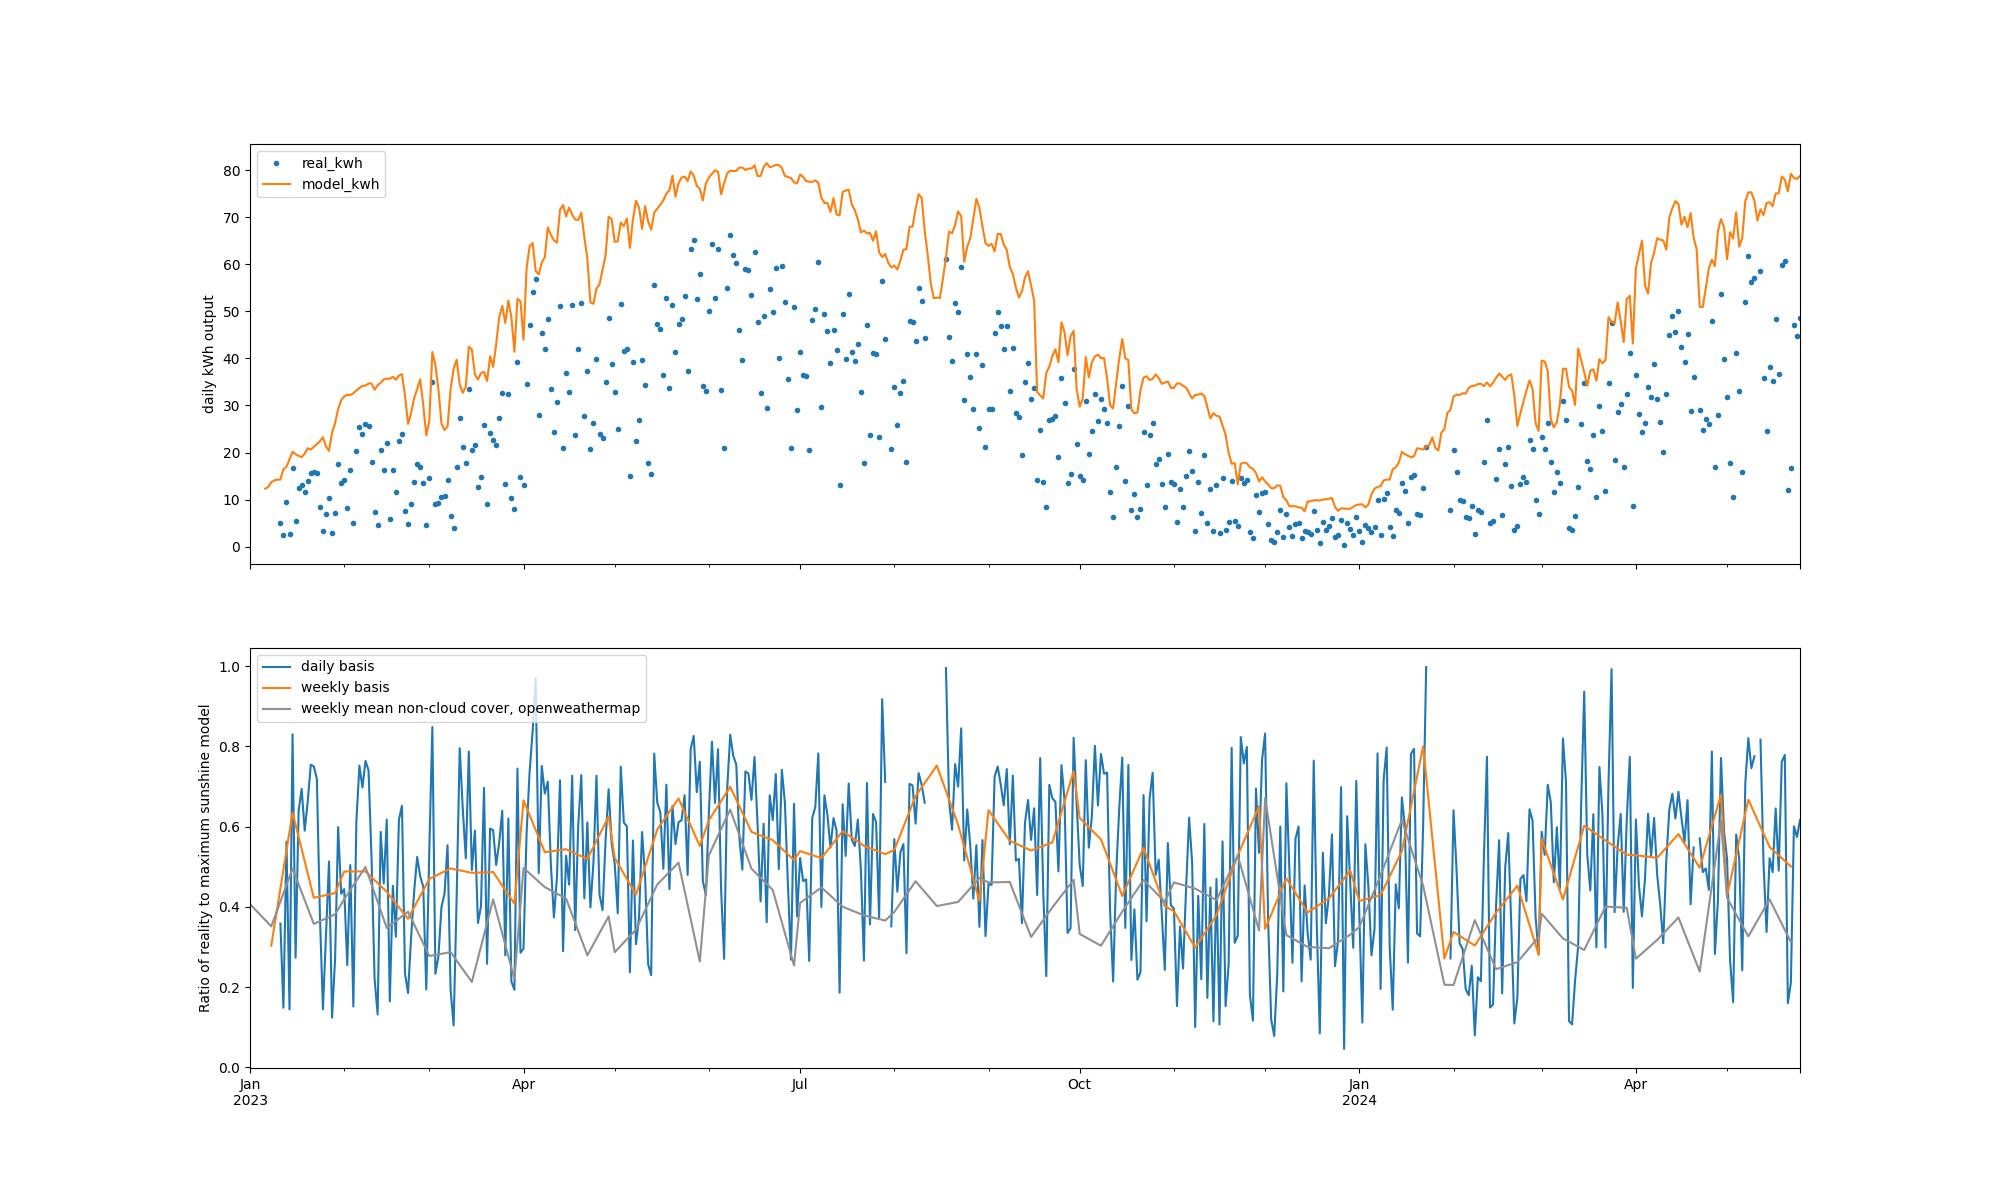 real_kwh
model_kwh
daily kWh output
80
70
60
50
40
30
20
10
0
daily basis
weekly basis
weekly mean non-cloud cover, openweathermap
Ratio of reality to maximum sunshine model
1.0
0.8
0.6
0.4
0.2
0.0
Jan Apr Jul Oct Jan Apr
2023 2024